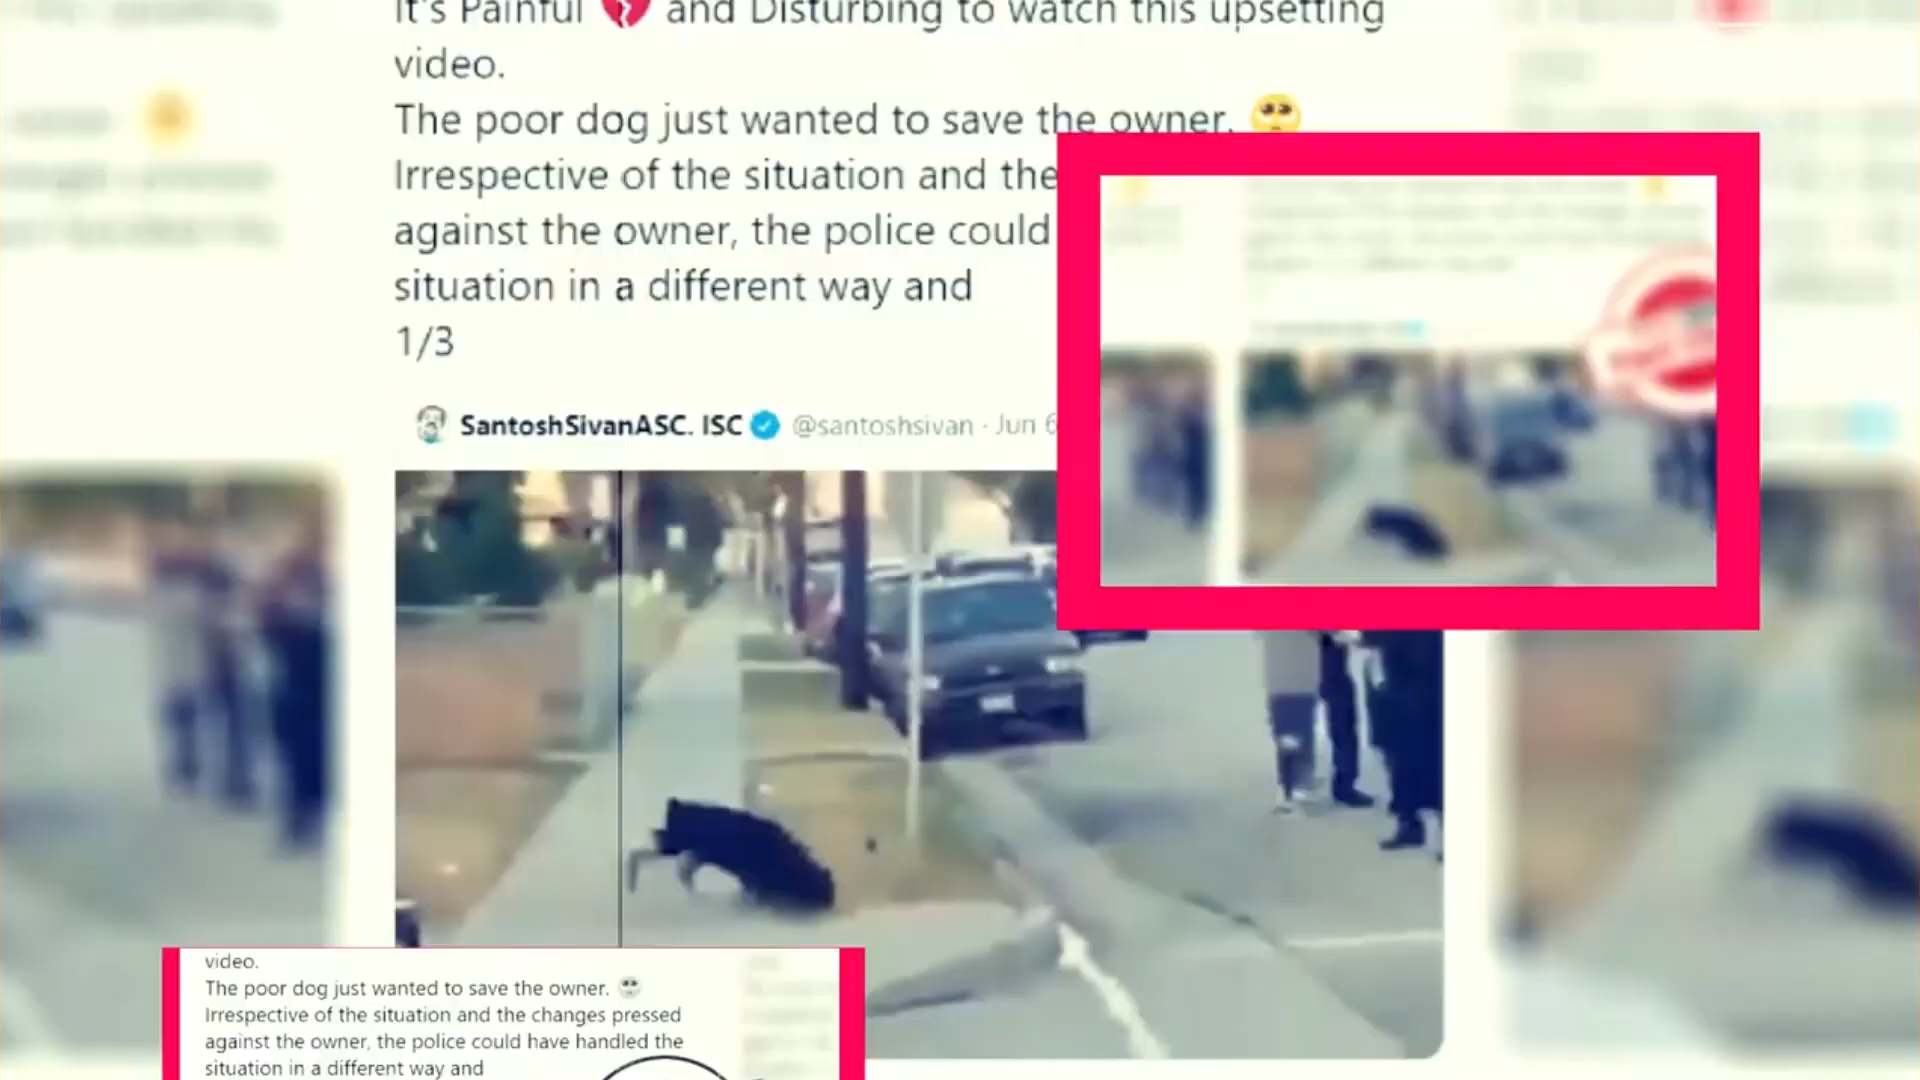 It's Painful 💔 and Disturbing to watch this upsetting
video.
The poor dog just wanted to save the owner. 🥺
Irrespective of the situation and the
against the owner, the police could
situation in a different way and
1/3
SantoshSivanASC. ISC @santoshsivan · Jun 6
video.
The poor dog just wanted to save the owner. 🥺
Irrespective of the situation and the changes pressed
against the owner, the police could have handled the
situation in a different way and